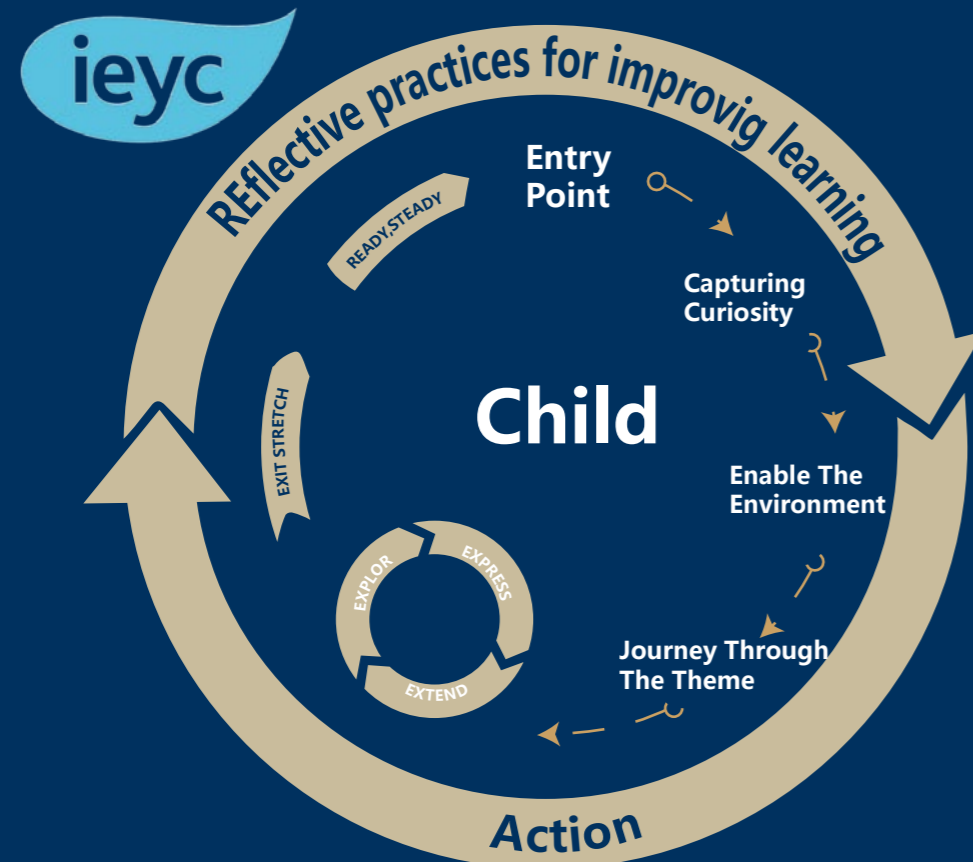 ieyc
REflective practices for improvig learning
Entry
Point
READY,STEADY
Capturing
Curiosity
EXIT STRETCH
Child
Enable The
Environment
EXPLOR
EXPRESS
EXTEND
Journey Through
The Theme
Action